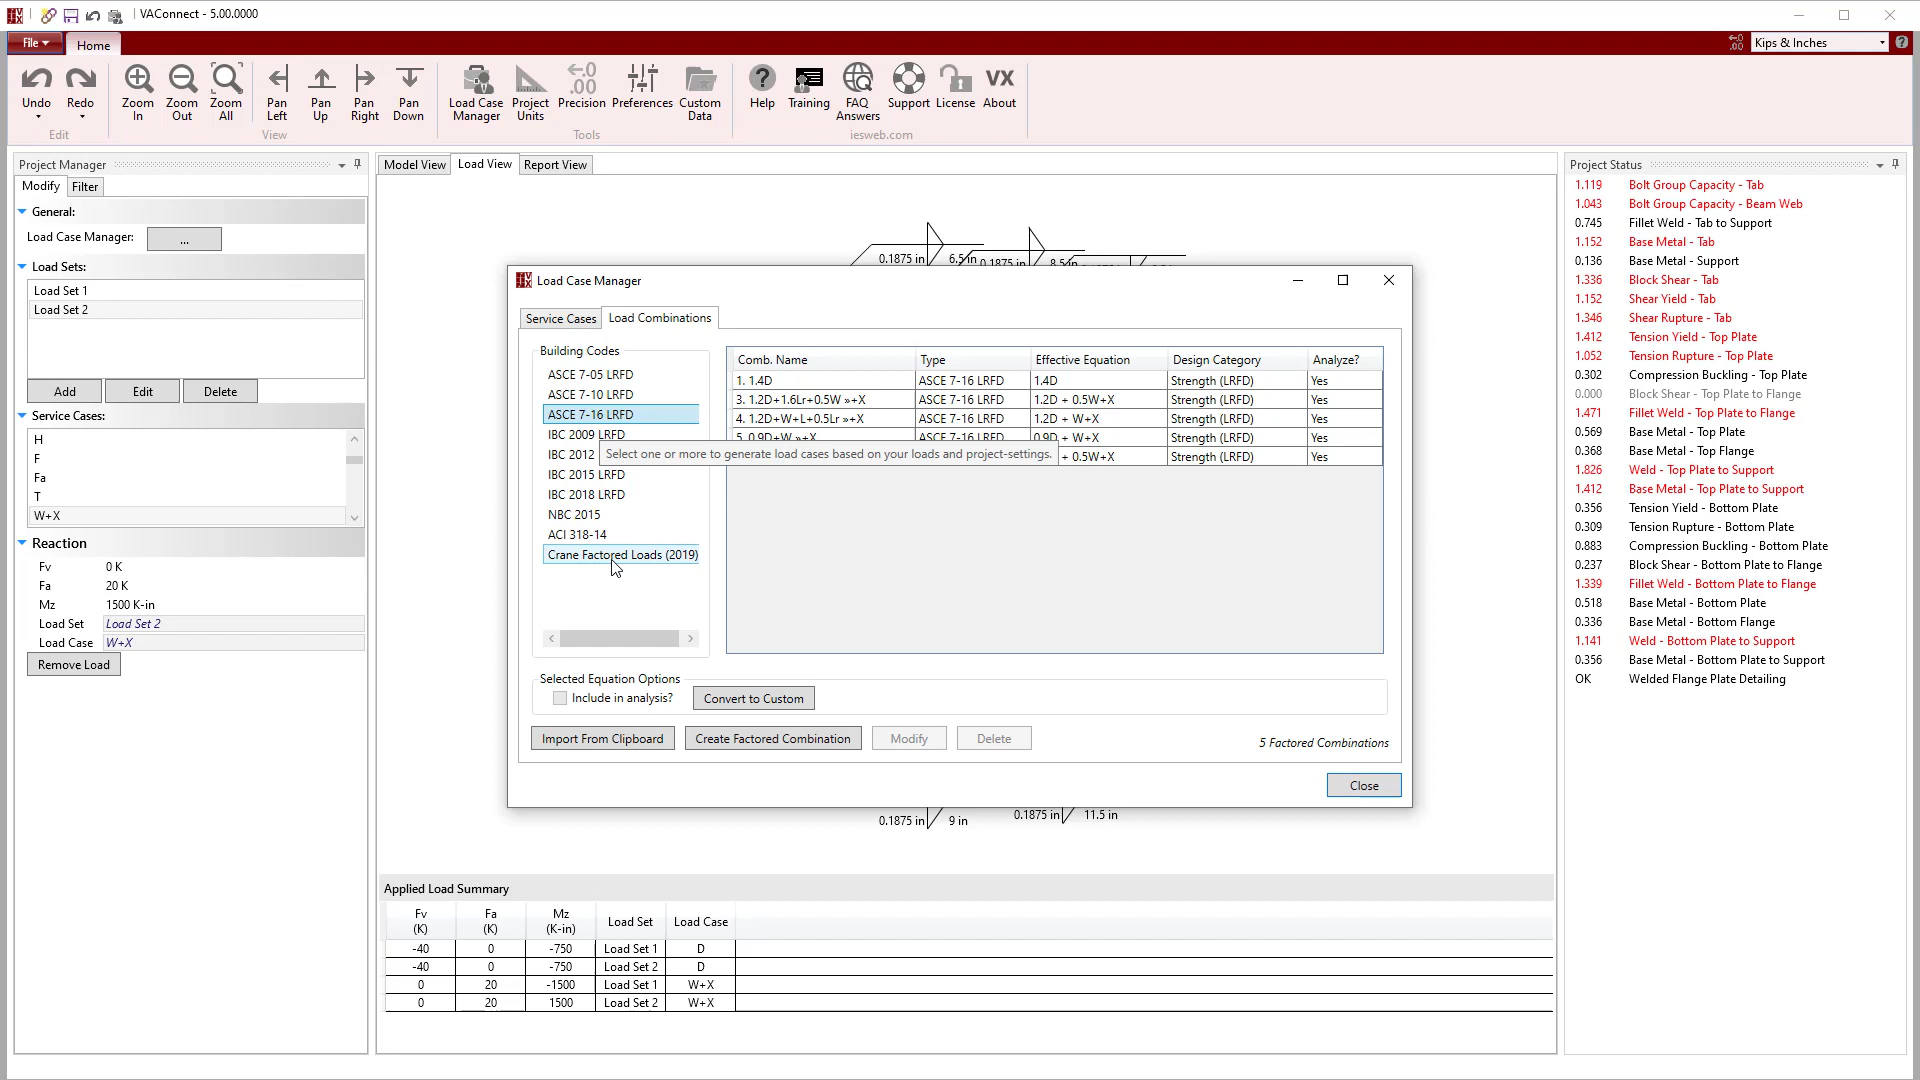 VAConnect - 5.00.0000
File
Home
Kips & Inches
Undo
Redo
Zoom In
Zoom Out
Zoom All
Pan Left
Pan Up
Pan Right
Pan Down
Load Case Manager
Project Units
Precision
Preferences
Custom Data
Help
Training
FAQ Answers
Support
License
VX
About
Edit
View
Tools
iesweb.com
Project Manager
Modify
Filter
General:
Load Case Manager:
...
Load Sets:
Load Set 1
Load Set 2
Add
Edit
Delete
Service Cases:
H
F
Fa
T
W+X
Reaction
Fv 0 K
Fa 20 K
Mz 1500 K-in
Load Set Load Set 2
Load Case W+X
Remove Load
Model View
Load View
Report View
0.1875 in
6.5 in
0.1875 in
8.5 in
Load Case Manager
Service Cases
Load Combinations
Building Codes
ASCE 7-05 LRFD
ASCE 7-10 LRFD
ASCE 7-16 LRFD
IBC 2009 LRFD
IBC 2012
IBC 2015 LRFD
IBC 2018 LRFD
NBC 2015
ACI 318-14
Crane Factored Loads (2019)
Comb. Name Type Effective Equation Design Category Analyze?
1. 1.4D ASCE 7-16 LRFD 1.4D Strength (LRFD) Yes
3. 1.2D+1.6Lr+0.5W »+X ASCE 7-16 LRFD 1.2D + 0.5W+X Strength (LRFD) Yes
4. 1.2D+W+L+0.5Lr »+X ASCE 7-16 LRFD 1.2D + W+X Strength (LRFD) Yes
5. 0.9D+W »+X ASCE 7-16 LRFD 0.9D + W+X Strength (LRFD) Yes
+ 0.5W+X Strength (LRFD) Yes
Select one or more to generate load cases based on your loads and project-settings.
Selected Equation Options
Include in analysis?
Convert to Custom
Import From Clipboard
Create Factored Combination
Modify
Delete
5 Factored Combinations
Close
0.1875 in
9 in
0.1875 in
11.5 in
Applied Load Summary
Fv (K) Fa (K) Mz (K-in) Load Set Load Case
-40 0 -750 Load Set 1 D
-40 0 -750 Load Set 2 D
0 20 -1500 Load Set 1 W+X
0 20 1500 Load Set 2 W+X
Project Status
1.119 Bolt Group Capacity - Tab
1.043 Bolt Group Capacity - Beam Web
0.745 Fillet Weld - Tab to Support
1.152 Base Metal - Tab
0.136 Base Metal - Support
1.336 Block Shear - Tab
1.152 Shear Yield - Tab
1.346 Shear Rupture - Tab
1.412 Tension Yield - Top Plate
1.052 Tension Rupture - Top Plate
0.302 Compression Buckling - Top Plate
0.000 Block Shear - Top Plate
1.471 Fillet Weld - Top Plate to Flange
0.569 Base Metal - Top Plate
0.368 Base Metal - Top Flange
1.826 Weld - Top Plate to Support
1.412 Base Metal - Top Plate to Support
0.356 Tension Yield - Bottom Plate
0.309 Tension Rupture - Bottom Plate
0.883 Compression Buckling - Bottom Plate
0.237 Block Shear - Bottom Plate to Flange
1.339 Fillet Weld - Bottom Plate to Flange
0.518 Base Metal - Bottom Plate
0.336 Base Metal - Bottom Flange
1.141 Weld - Bottom Plate to Support
0.356 Base Metal - Bottom Plate to Support
OK Welded Flange Plate Detailing